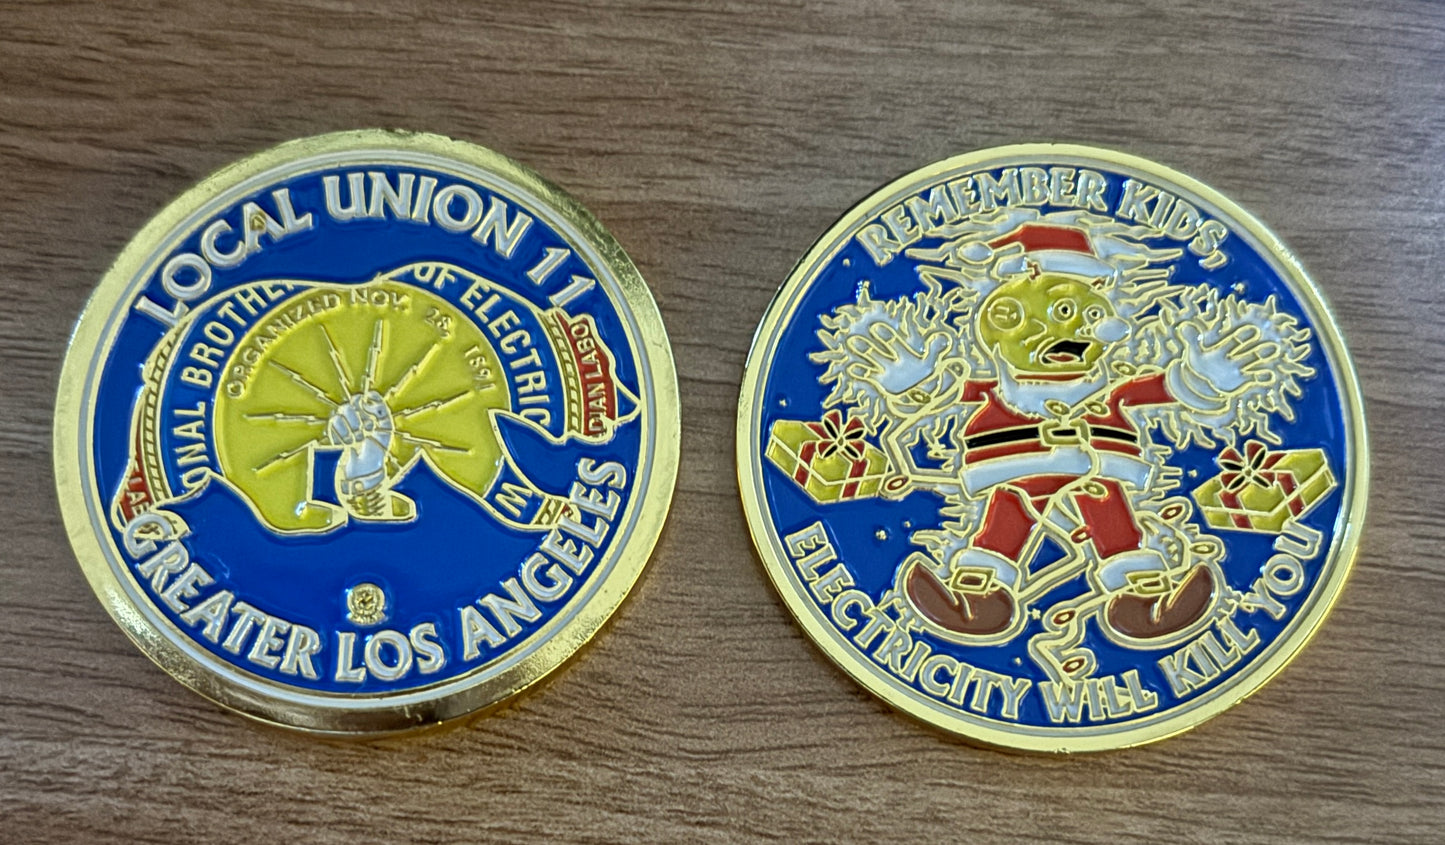 LOCAL UNION 11
ONAL BROTHE
OF ELECTRIC
W
ORGANIZED NOV. 28, 1891
GREATER LOS ANGELES
REMEMBER KIDS,
ELECTRICITY WILL KILL YOU